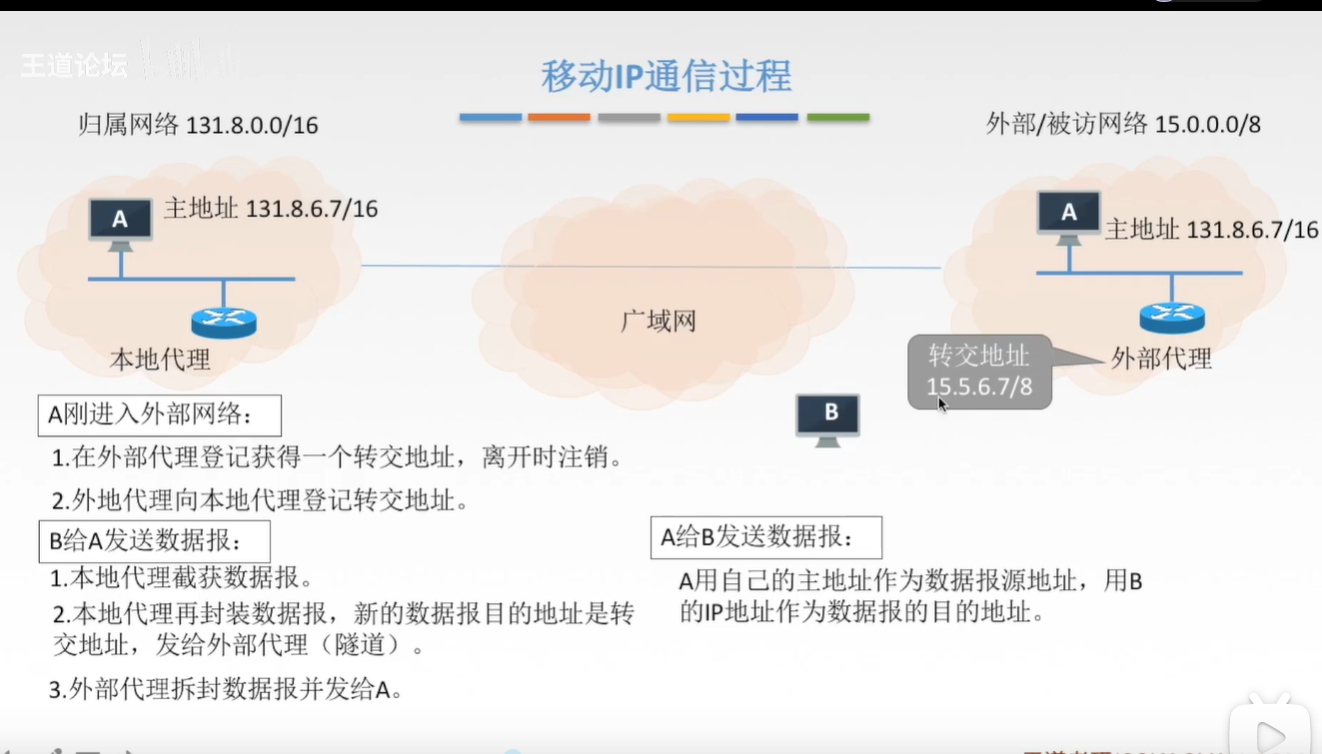 王道论坛
移动IP通信过程
归属网络 131.8.0.0/16
外部/被访网络 15.0.0.0/8
A
主地址 131.8.6.7/16
A
主地址 131.8.6.7/16
广域网
本地代理
转交地址
15.5.6.7/8
外部代理
B
A刚进入外部网络：
1.在外部代理登记获得一个转交地址，离开时注销。
2.外地代理向本地代理登记转交地址。
B给A发送数据报：
1.本地代理截获数据报。
2.本地代理再封装数据报，新的数据报目的地址是转
交地址，发给外部代理（隧道）。
3.外部代理拆封数据报并发给A。
A给B发送数据报：
A用自己的主地址作为数据报源地址，用B
的IP地址作为数据报的目的地址。